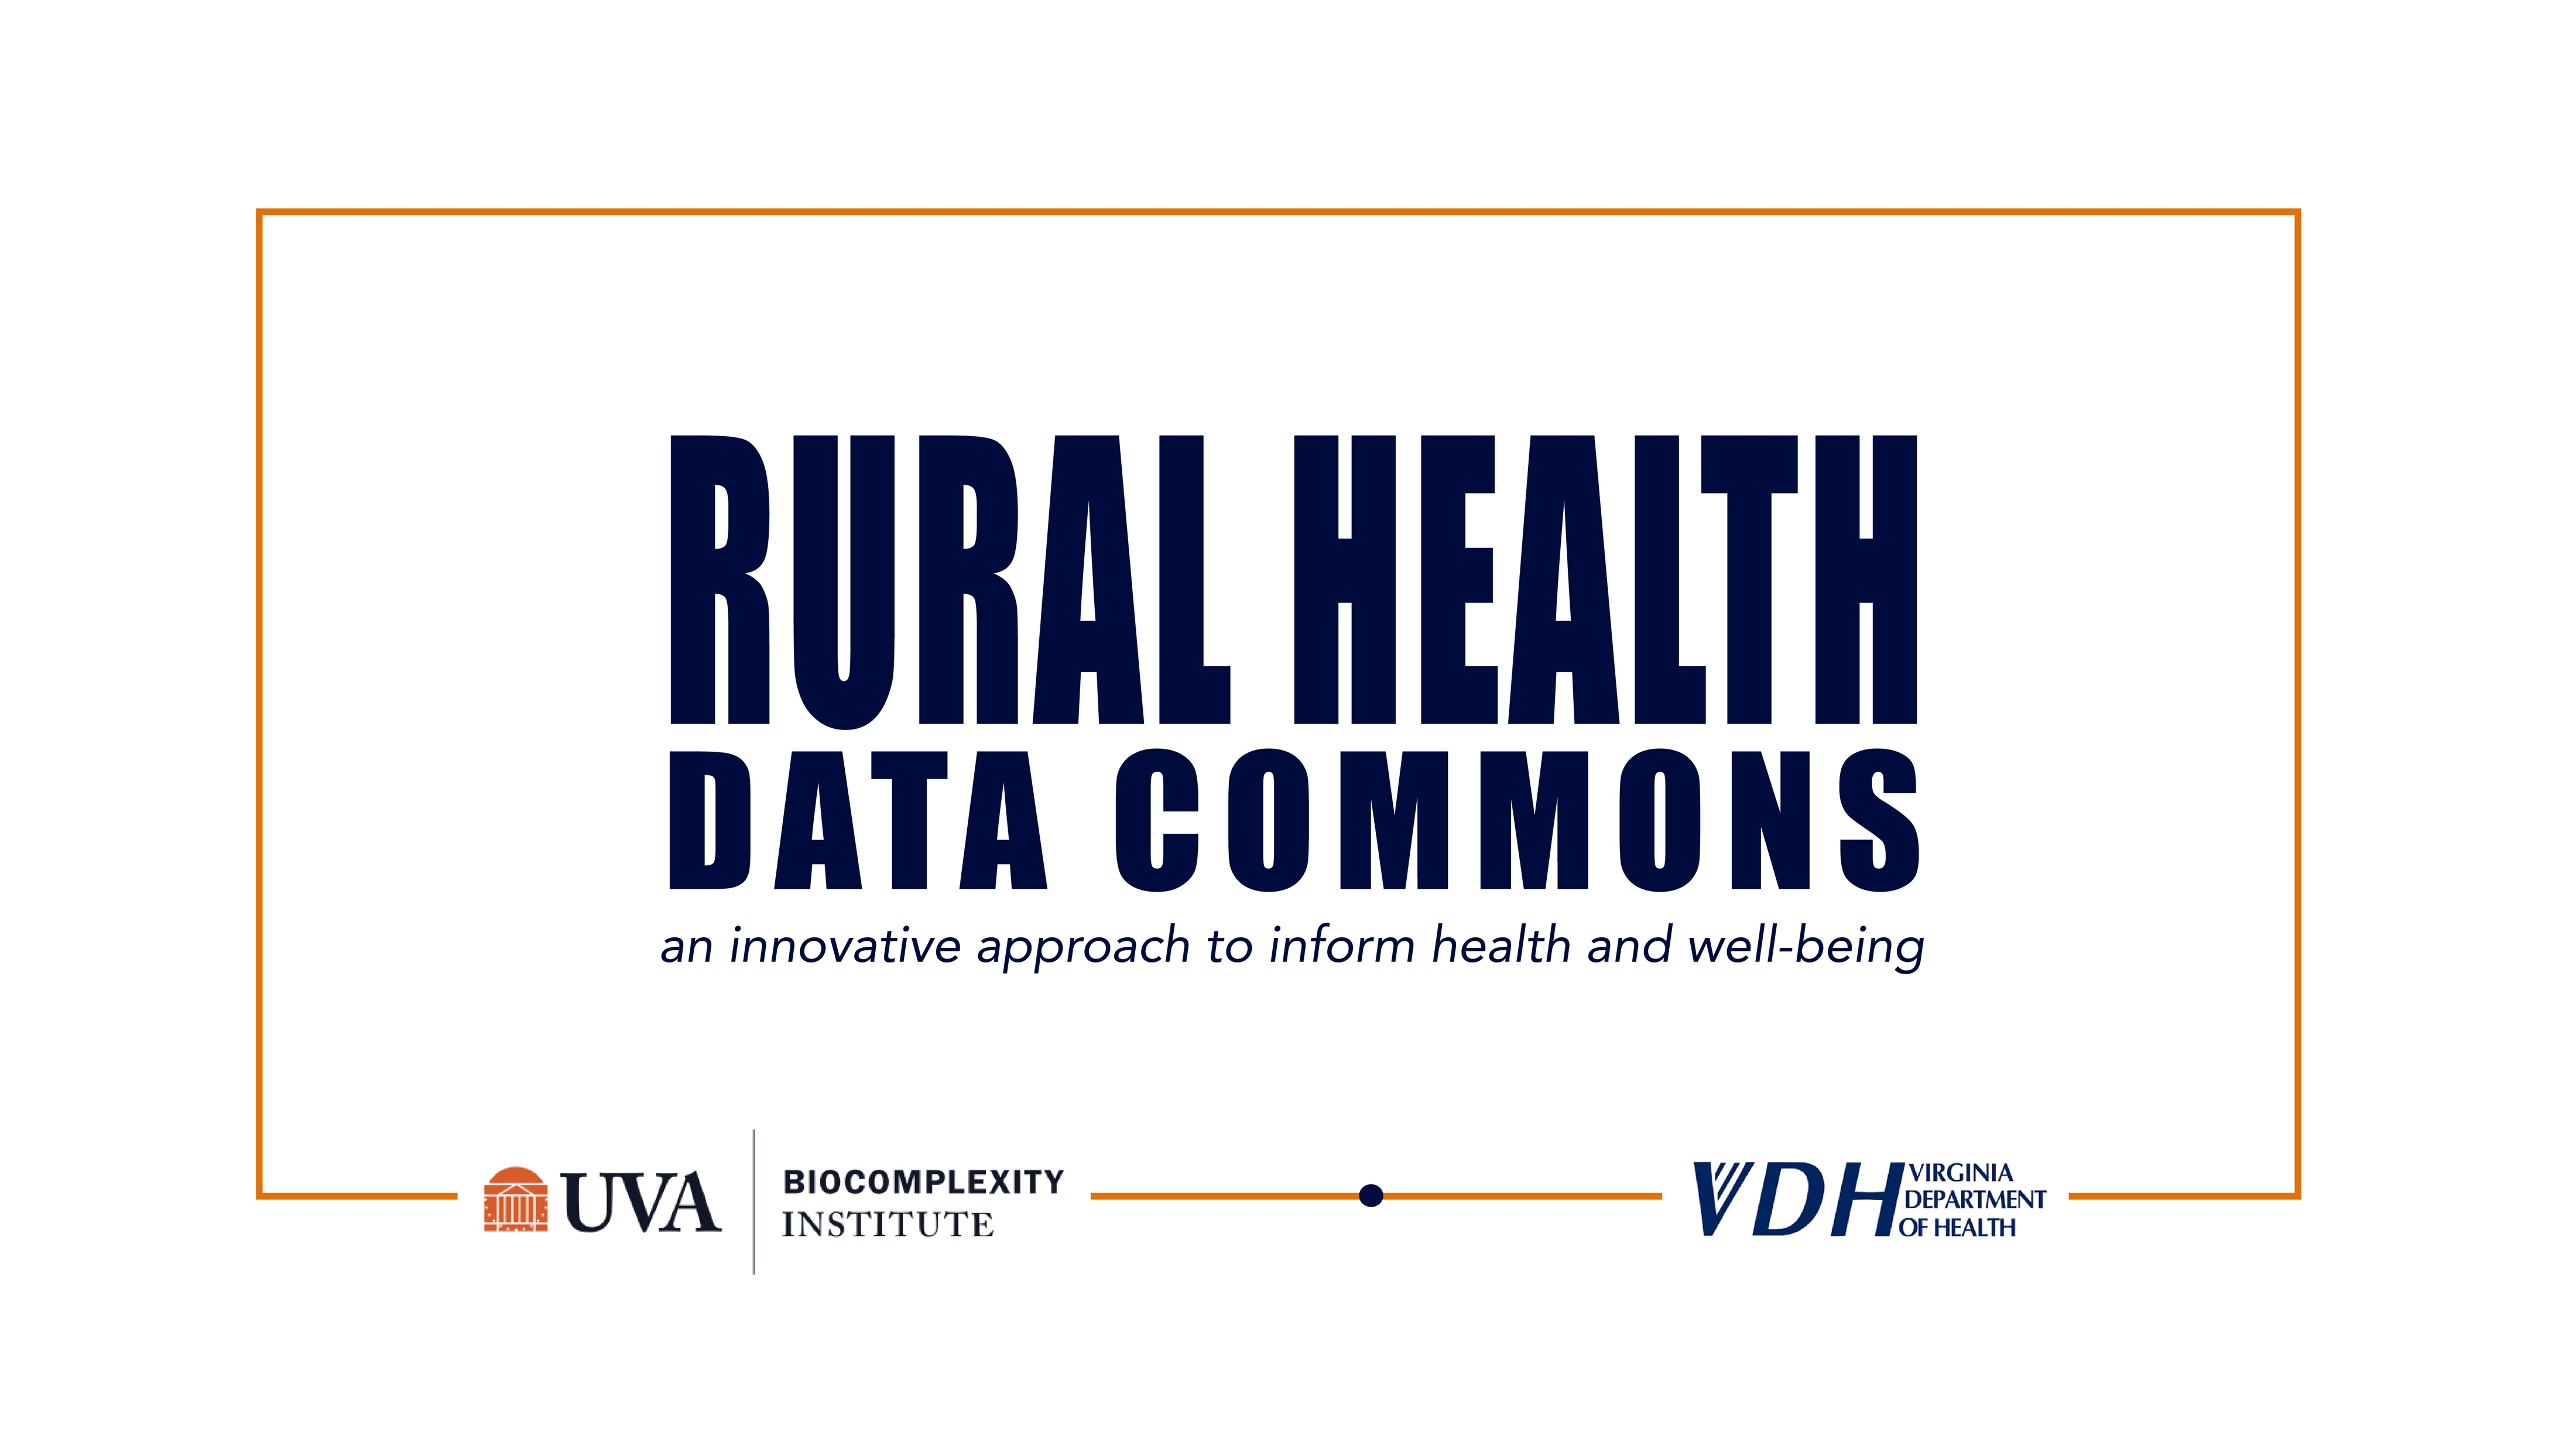 RURAL HEALTH
DATA COMMONS
an innovative approach to inform health and well-being
UVA
BIOCOMPLEXITY
INSTITUTE
VDH
VIRGINIA
DEPARTMENT
OF HEALTH